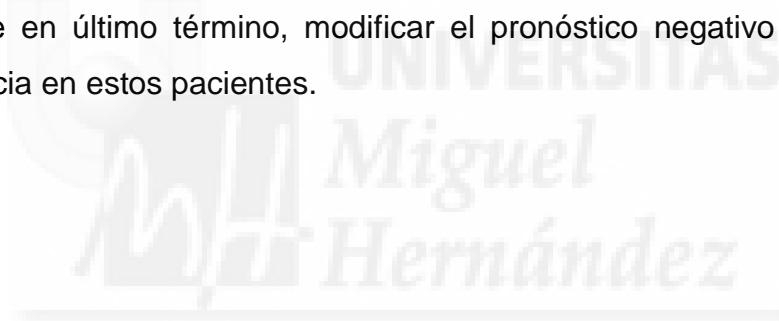 e en último término, modificar el pronóstico negativo
cia en estos pacientes.
UNIVERSITAS
Miguel
Hernández